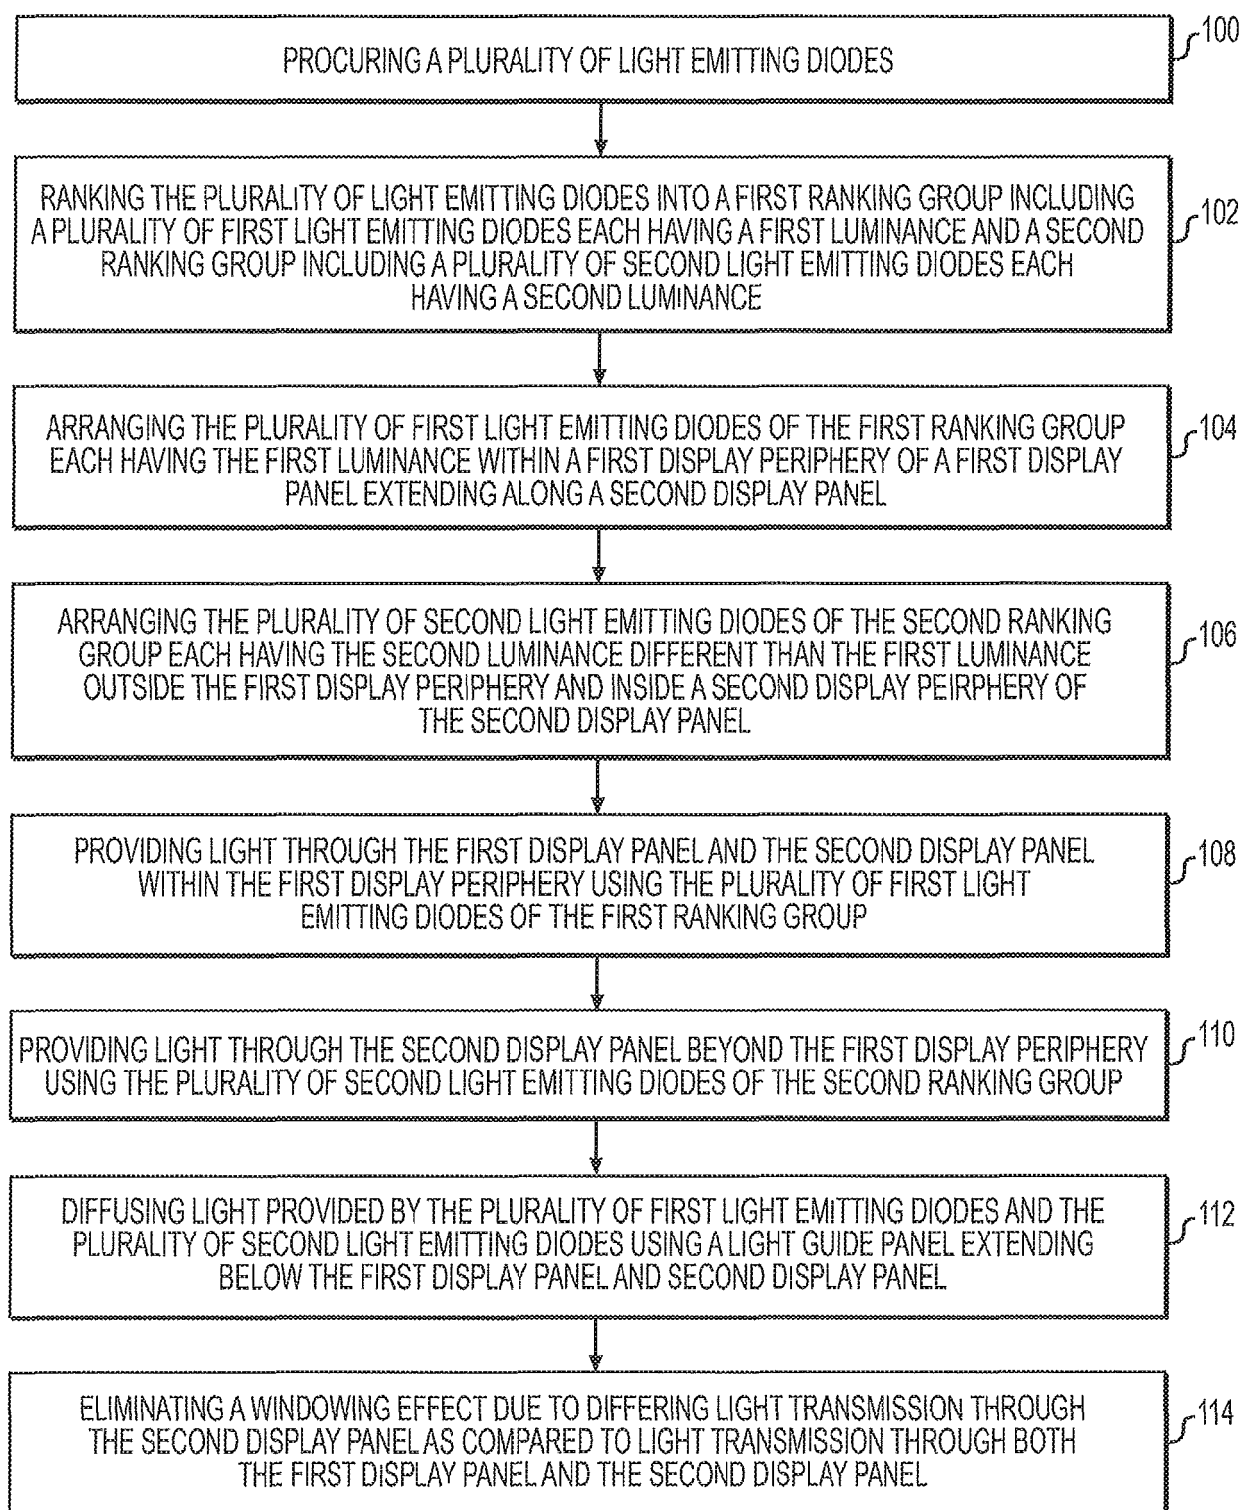 PROCURING A PLURALITY OF LIGHT EMITTING DIODES
100
RANKING THE PLURALITY OF LIGHT EMITTING DIODES INTO A FIRST RANKING GROUP INCLUDING
A PLURALITY OF FIRST LIGHT EMITTING DIODES EACH HAVING A FIRST LUMINANCE AND A SECOND
RANKING GROUP INCLUDING A PLURALITY OF SECOND LIGHT EMITTING DIODES EACH
HAVING A SECOND LUMINANCE
102
ARRANGING THE PLURALITY OF FIRST LIGHT EMITTING DIODES OF THE FIRST RANKING GROUP
EACH HAVING THE FIRST LUMINANCE WITHIN A FIRST DISPLAY PERIPHERY OF A FIRST DISPLAY
PANEL EXTENDING ALONG A SECOND DISPLAY PANEL
104
ARRANGING THE PLURALITY OF SECOND LIGHT EMITTING DIODES OF THE SECOND RANKING
GROUP EACH HAVING THE SECOND LUMINANCE DIFFERENT THAN THE FIRST LUMINANCE
OUTSIDE THE FIRST DISPLAY PERIPHERY AND INSIDE A SECOND DISPLAY PEIRPHERY OF
THE SECOND DISPLAY PANEL
106
PROVIDING LIGHT THROUGH THE FIRST DISPLAY PANEL AND THE SECOND DISPLAY PANEL
WITHIN THE FIRST DISPLAY PERIPHERY USING THE PLURALITY OF FIRST LIGHT
EMITTING DIODES OF THE FIRST RANKING GROUP
108
PROVIDING LIGHT THROUGH THE SECOND DISPLAY PANEL BEYOND THE FIRST DISPLAY PERIPHERY
USING THE PLURALITY OF SECOND LIGHT EMITTING DIODES OF THE SECOND RANKING GROUP
110
DIFFUSING LIGHT PROVIDED BY THE PLURALITY OF FIRST LIGHT EMITTING DIODES AND THE
PLURALITY OF SECOND LIGHT EMITTING DIODES USING A LIGHT GUIDE PANEL EXTENDING
BELOW THE FIRST DISPLAY PANEL AND SECOND DISPLAY PANEL
112
ELIMINATING A WINDOWING EFFECT DUE TO DIFFERING LIGHT TRANSMISSION THROUGH
THE SECOND DISPLAY PANEL AS COMPARED TO LIGHT TRANSMISSION THROUGH BOTH
THE FIRST DISPLAY PANEL AND THE SECOND DISPLAY PANEL
114